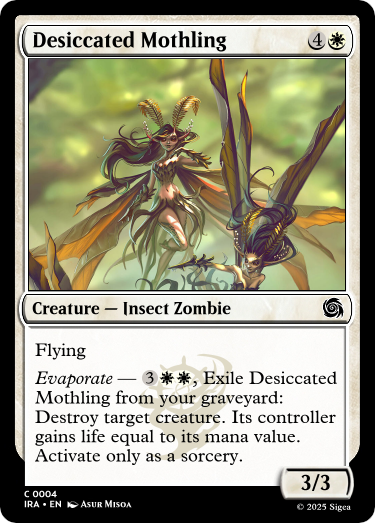 Desiccated Mothling 4
Creature — Insect Zombie
Flying
Evaporate — 3, Exile Desiccated
Mothling from your graveyard:
Destroy target creature. Its controller
gains life equal to its mana value.
Activate only as a sorcery.
3/3
C 0004
IRA • EN Asur Misoa
© 2025 Sigea